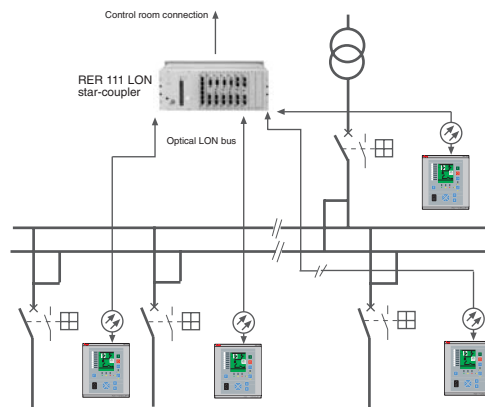 Control room connection
RER 111 LON
star-coupler
Optical LON bus